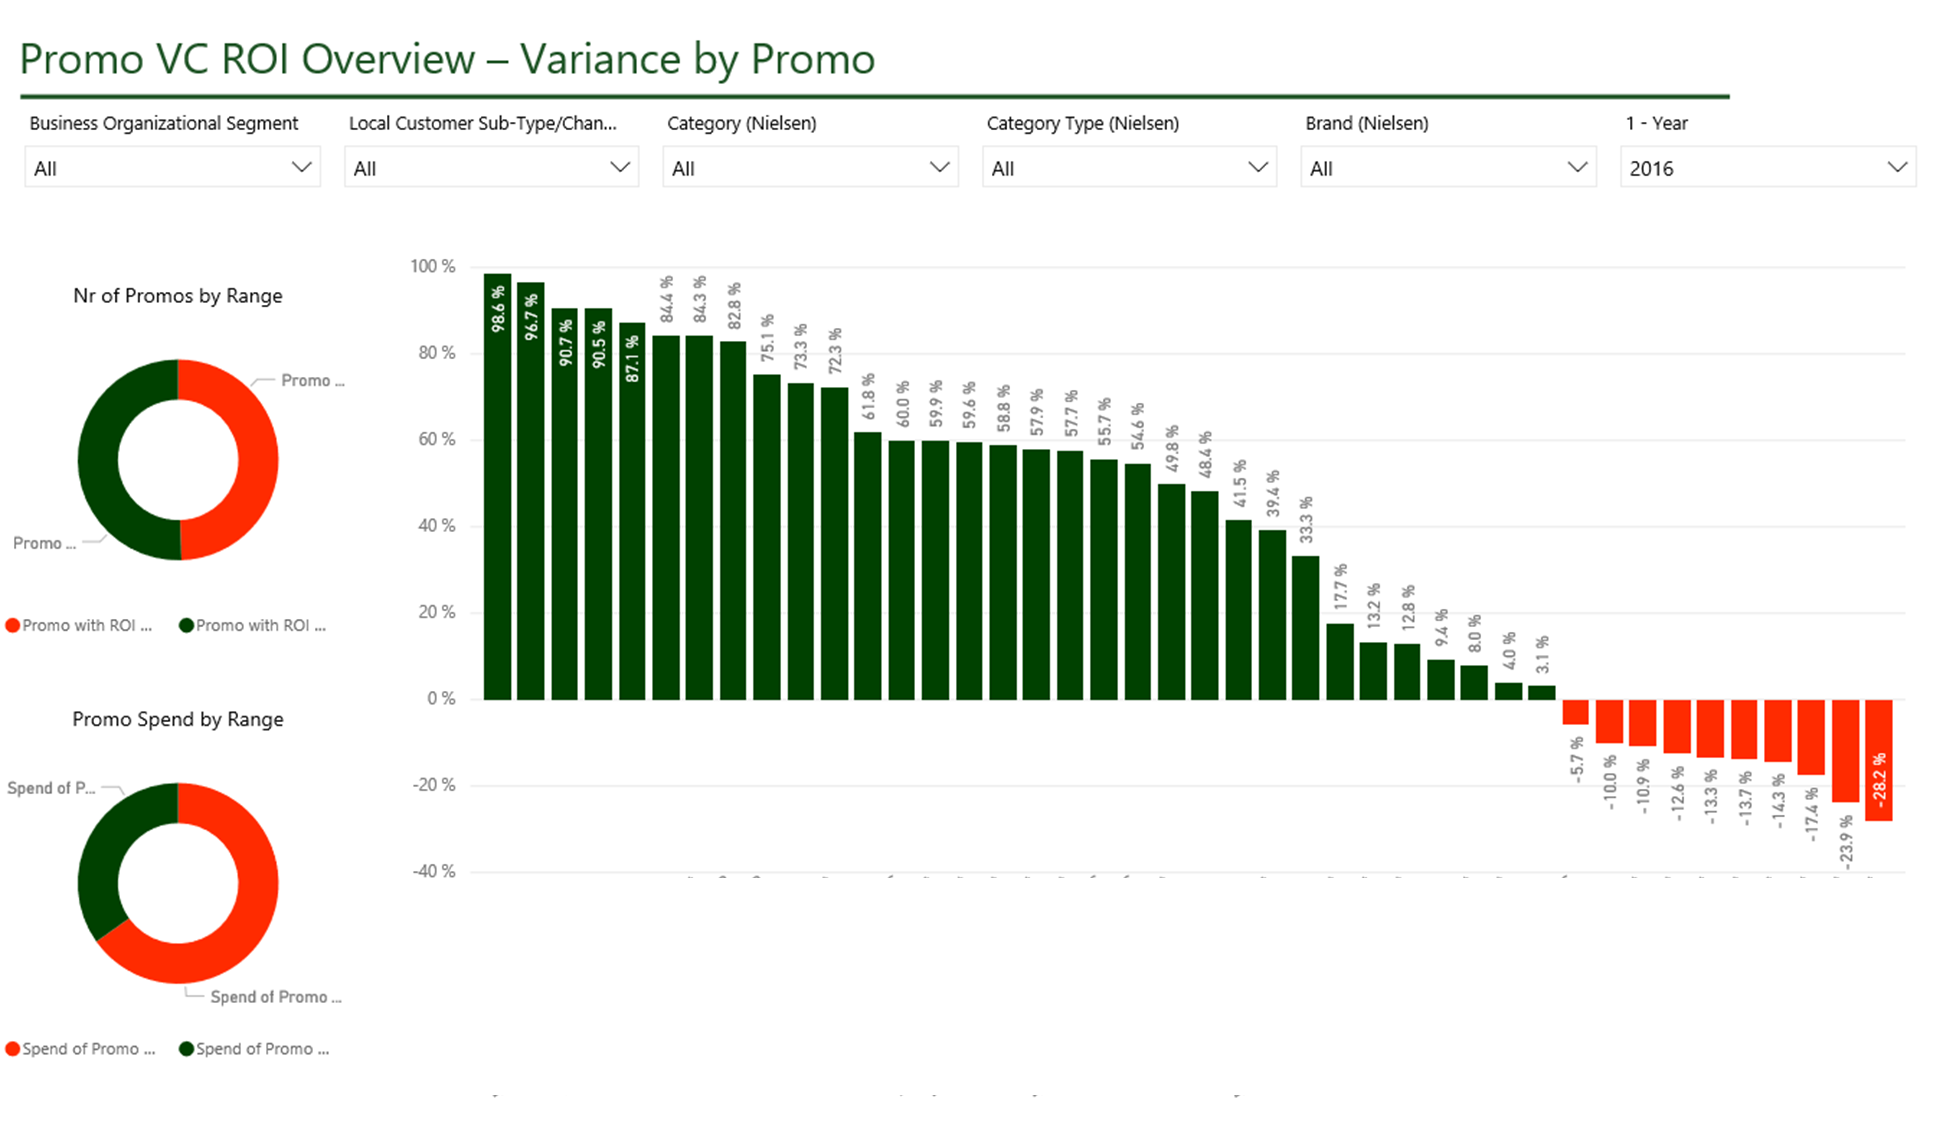 Promo VC ROI Overview – Variance by Promo
Business Organizational Segment
Local Customer Sub-Type/Chan...
Category (Nielsen)
Category Type (Nielsen)
Brand (Nielsen)
1 - Year
All
All
All
All
All
2016
Nr of Promos by Range
Promo ...
Promo ...
Promo with ROI ...
Promo with ROI ...
Promo Spend by Range
Spend of P...
Spend of Promo ...
Spend of Promo ...
Spend of Promo ...
100 %
80 %
60 %
40 %
20 %
0 %
-20 %
-40 %
98.6 %
96.7 %
90.7 %
90.5 %
87.1 %
84.4 %
84.3 %
82.8 %
75.1 %
73.3 %
72.3 %
61.8 %
60.0 %
59.9 %
59.6 %
58.8 %
57.9 %
57.7 %
55.7 %
54.6 %
49.8 %
48.4 %
41.5 %
39.4 %
33.3 %
17.7 %
13.2 %
12.8 %
9.4 %
8.0 %
4.0 %
3.1 %
-5.7 %
-10.0 %
-10.9 %
-12.6 %
-13.3 %
-13.7 %
-14.3 %
-17.4 %
-23.9 %
-28.2 %